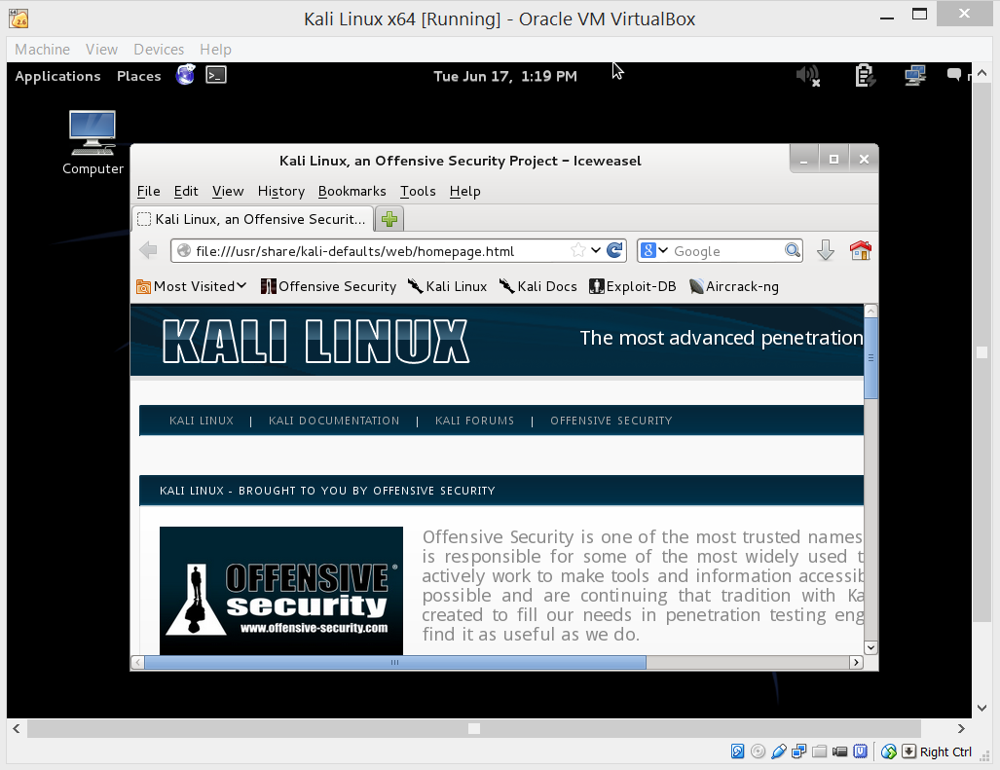 Kali Linux x64 [Running] - Oracle VM VirtualBox
Machine View Devices Help
Applications Places Tue Jun 17, 1:19 PM
Computer
Kali Linux, an Offensive Security Project – Iceweasel
File Edit View History Bookmarks Tools Help
Kali Linux, an Offensive Securit...
file:///usr/share/kali-defaults/web/homepage.html Google
Most Visited Offensive Security Kali Linux Kali Docs Exploit-DB Aircrack-ng
KALI LINUX The most advanced penetration
KALI LINUX | KALI DOCUMENTATION | KALI FORUMS | OFFENSIVE SECURITY
KALI LINUX - BROUGHT TO YOU BY OFFENSIVE SECURITY
OFFENSIVE®
security
www.offensive-security.com
Offensive Security is one of the most trusted names
is responsible for some of the most widely used t
actively work to make tools and information accessib
possible and are continuing that tradition with Ka
created to fill our needs in penetration testing eng
find it as useful as we do.
Right Ctrl